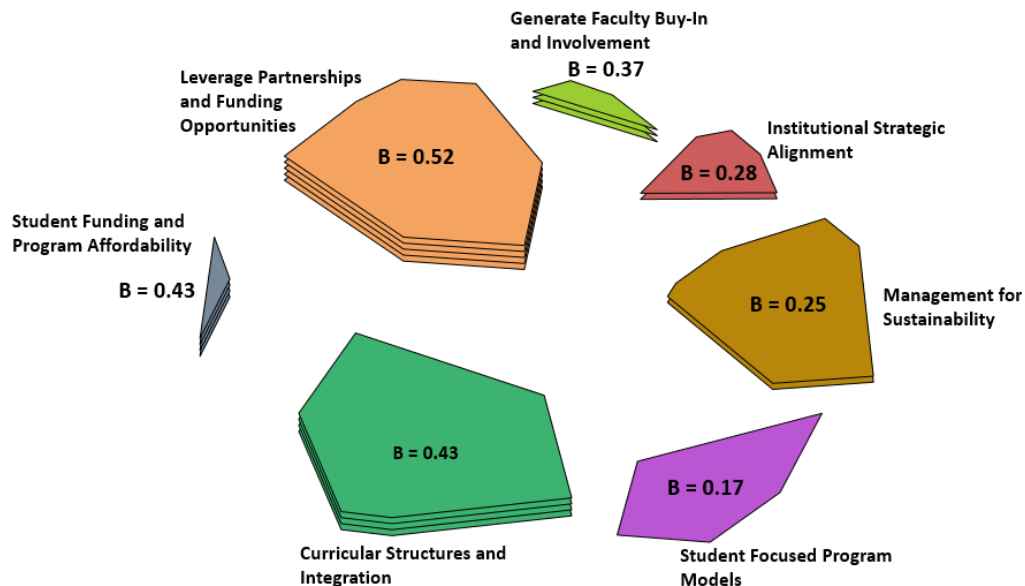 Generate Faculty Buy-In
and Involvement
B = 0.37
Leverage Partnerships
and Funding
Opportunities
B = 0.52
Institutional Strategic
Alignment
B = 0.28
Student Funding and
Program Affordability
B = 0.43
Management for
Sustainability
B = 0.25
B = 0.43
Curricular Structures and
Integration
B = 0.17
Student Focused Program
Models